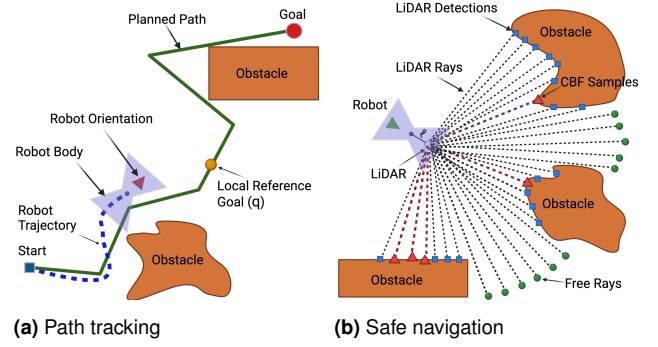 Planned Path
Goal
Obstacle
Robot Orientation
Robot Body
Local Reference
Goal (q)
Robot
Trajectory
Start
Obstacle
(a) Path tracking
LiDAR Detections
Obstacle
LiDAR Rays
CBF Samples
Robot
LiDAR
Obstacle
Obstacle
Free Rays
(b) Safe navigation